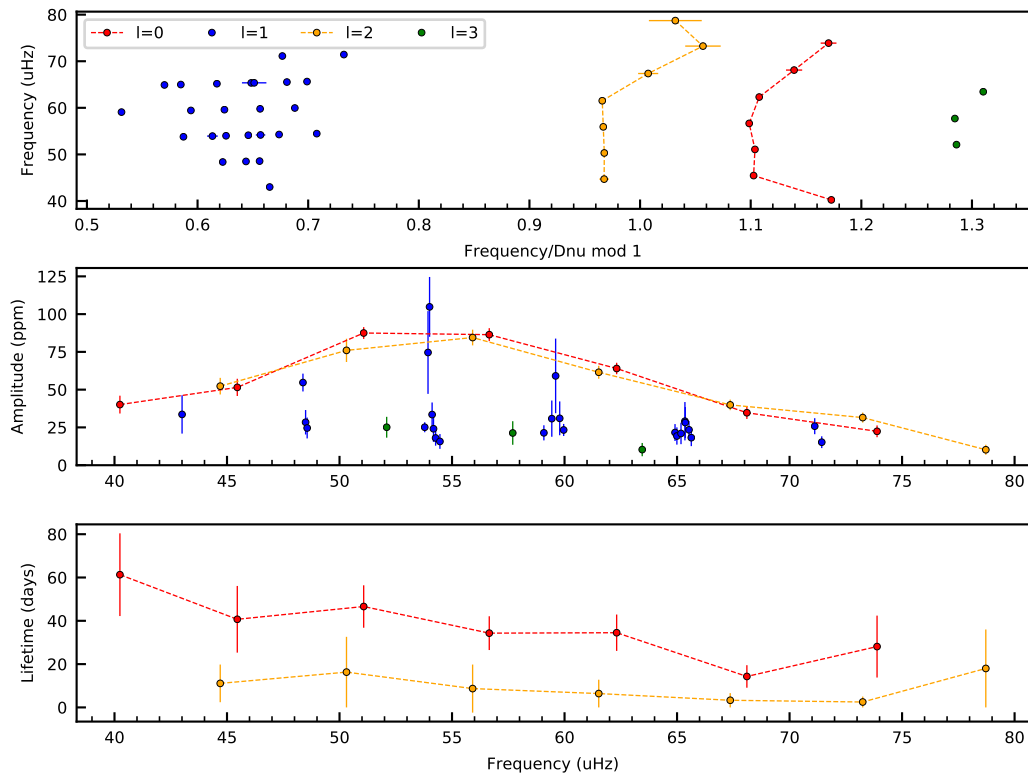 80
70
60
50
40
Frequency (uHz)
l=0 l=1 l=2 l=3
0.5 0.6 0.7 0.8 0.9 1.0 1.1 1.2 1.3
Frequency/Dnu mod 1
125
100
75
50
25
0
Amplitude (ppm)
40 45 50 55 60 65 70 75 80
80
60
40
20
0
Lifetime (days)
40 45 50 55 60 65 70 75 80
Frequency (uHz)